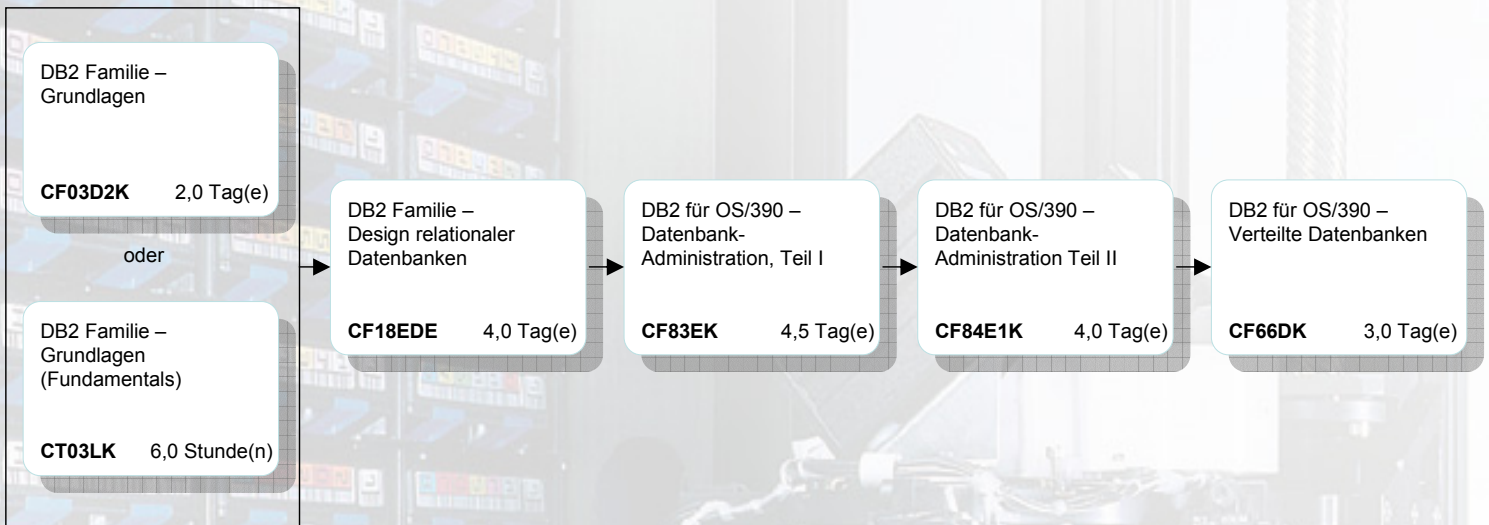 DB2 Familie –
Grundlagen
CF03D2K 2,0 Tag(e)
oder
DB2 Familie –
Grundlagen
(Fundamentals)
CT03LK 6,0 Stunde(n)
DB2 Familie –
Design relationaler
Datenbanken
CF18EDE 4,0 Tag(e)
DB2 für OS/390 –
Datenbank-
Administration, Teil I
CF83EK 4,5 Tag(e)
DB2 für OS/390 –
Datenbank-
Administration Teil II
CF84E1K 4,0 Tag(e)
DB2 für OS/390 –
Verteilte Datenbanken
CF66DK 3,0 Tag(e)